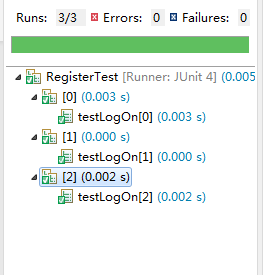 Runs: 3/3 Errors: 0 Failures: 0
RegisterTest [Runner: JUnit 4] (0.005
[0] (0.003 s)
testLogOn[0] (0.003 s)
[1] (0.000 s)
testLogOn[1] (0.000 s)
[2] (0.002 s)
testLogOn[2] (0.002 s)